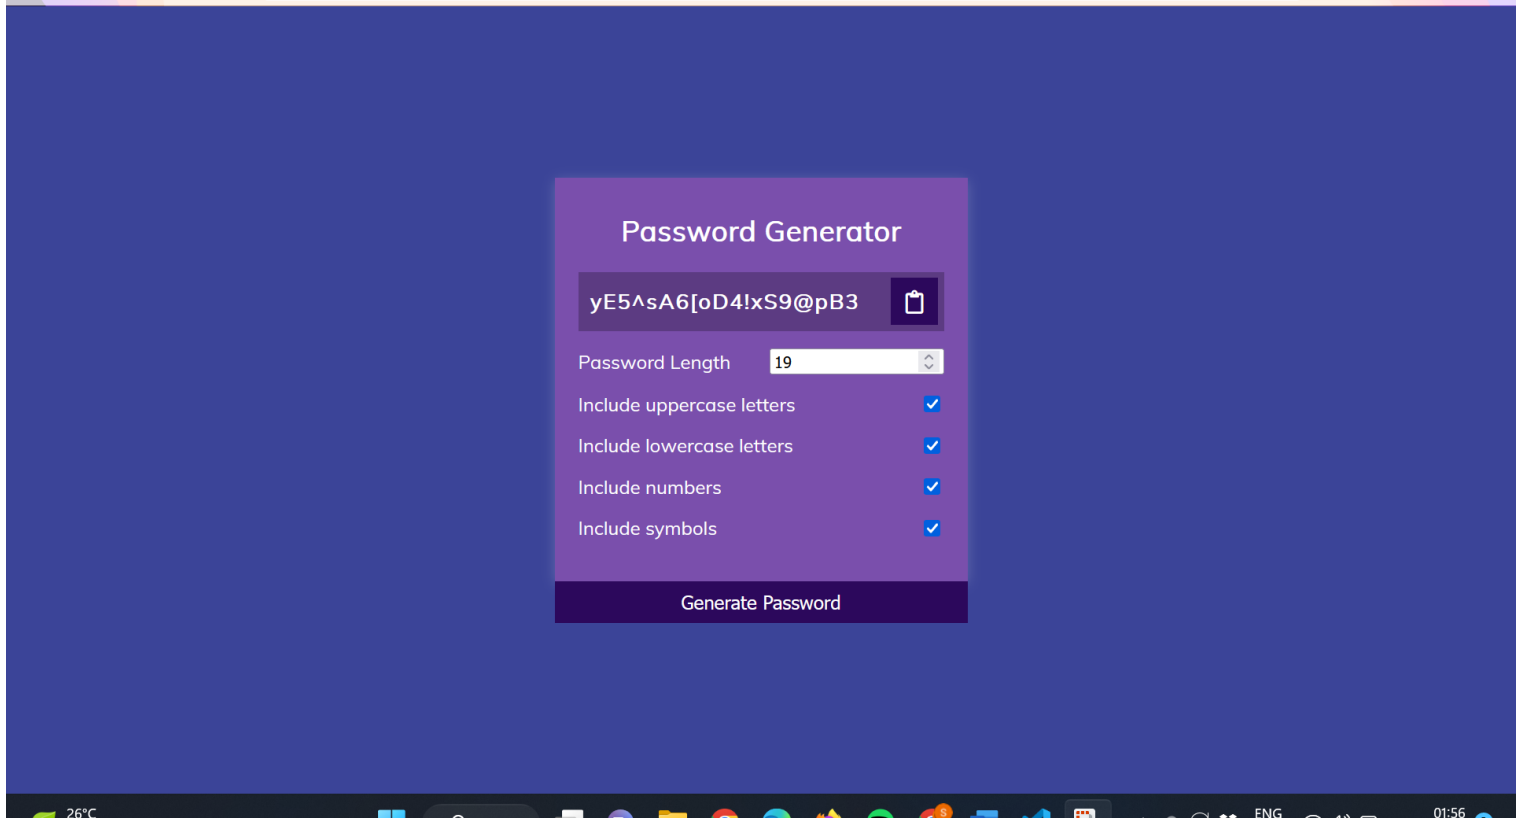 Password Generator
yE5^sA6[oD4!xS9@pB3
Password Length 19
Include uppercase letters
Include lowercase letters
Include numbers
Include symbols
Generate Password
26°C
S
ENG
01:56